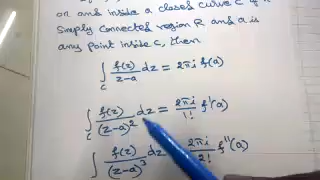 on and inside a closed curve C of a
Simply Connected region R and a is
any point inside c, then
∫_C f(z)/(z-a) dz = 2πi f(a)
∫_C f(z)/(z-a)² dz = 2πi/1! f'(a)
∫ f(z)/(z-a)³ dz = 2πi/2! f''(a)